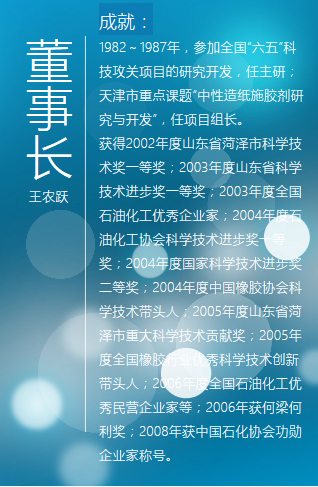 董事长
王农跃
成就：
1982～1987年，参加全国“六五”科
技攻关项目的研究开发，任主研；
天津市重点课题“中性造纸施胶剂研
究与开发”，任项目组长。
获得2002年度山东省菏泽市科学技
术奖一等奖；2003年度山东省科学
技术进步奖一等奖；2003年度全国
石油化工优秀企业家；2004年度石
油化工协会科学技术进步奖一等
奖；2004年度国家科学技术进步奖
二等奖；2004年度中国橡胶协会科
学技术带头人；2005年度山东省菏
泽市重大科学技术贡献奖；2005年
度全国橡胶行业优秀科学技术创新
带头人；2006年度全国石油化工优
秀民营企业家等；2006年获何梁何
利奖；2008年获中国石化协会功勋
企业家称号。